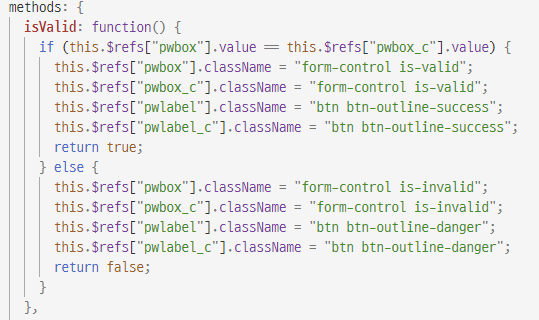 methods: {
isValid: function() {
if (this.$refs["pwbox"].value == this.$refs["pwbox_c"].value) {
this.$refs["pwbox"].className = "form-control is-valid";
this.$refs["pwbox_c"].className = "form-control is-valid";
this.$refs["pwlabel"].className = "btn btn-outline-success";
this.$refs["pwlabel_c"].className = "btn btn-outline-success";
return true;
} else {
this.$refs["pwbox"].className = "form-control is-invalid";
this.$refs["pwbox_c"].className = "form-control is-invalid";
this.$refs["pwlabel"].className = "btn btn-outline-danger";
this.$refs["pwlabel_c"].className = "btn btn-outline-danger";
return false;
}
},